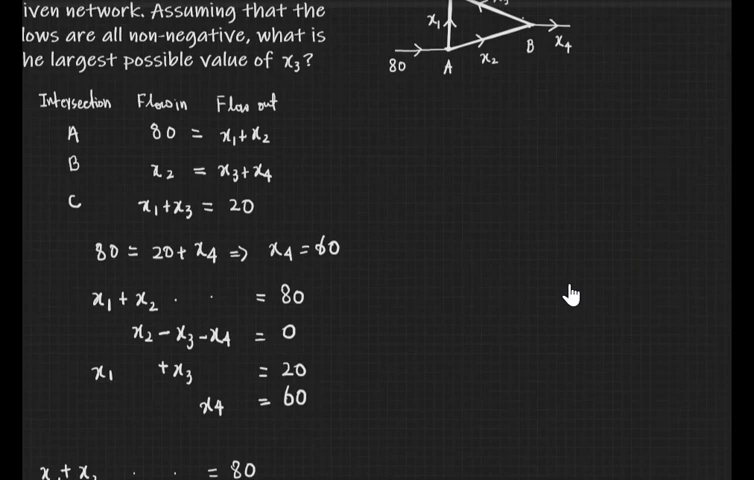 iven network. Assuming that the
lows are all non-negative, what is
he largest possible value of x₃?
x₁
80
A
x₂
B
x₄
Intersection Flow in Flow out
A 80 = x₁+x₂
B x₂ = x₃+x₄
C x₁+x₃ = 20
80 = 20+ x₄ => x₄ = 60
x₁ + x₂ . . = 80
x₂ - x₃ - x₄ = 0
x₁ + x₃ = 20
x₄ = 60
x₁ + x₂ . . = 80